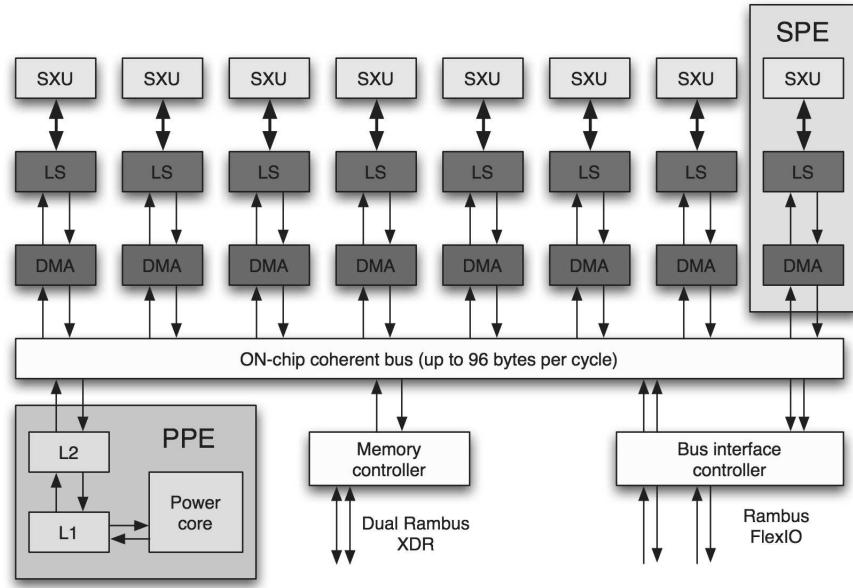 SPE
SXU SXU SXU SXU SXU SXU SXU SXU
LS LS LS LS LS LS LS LS
DMA DMA DMA DMA DMA DMA DMA DMA
ON-chip coherent bus (up to 96 bytes per cycle)
PPE
L2
L1
Power
core
Memory
controller
Dual Rambus
XDR
Bus interface
controller
Rambus
FlexIO